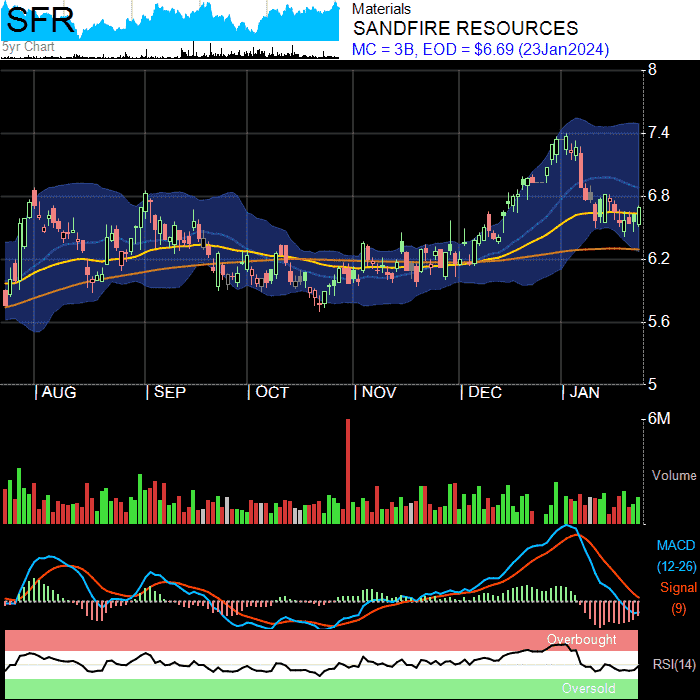 SFR
5yr Chart
Materials
SANDFIRE RESOURCES
MC = 3B, EOD = $6.69 (23Jan2024)
8
7.4
6.8
6.2
5.6
5
AUG SEP OCT NOV DEC JAN
6M
Volume
MACD
(12-26)
Signal
(9)
Overbought
RSI(14)
Oversold